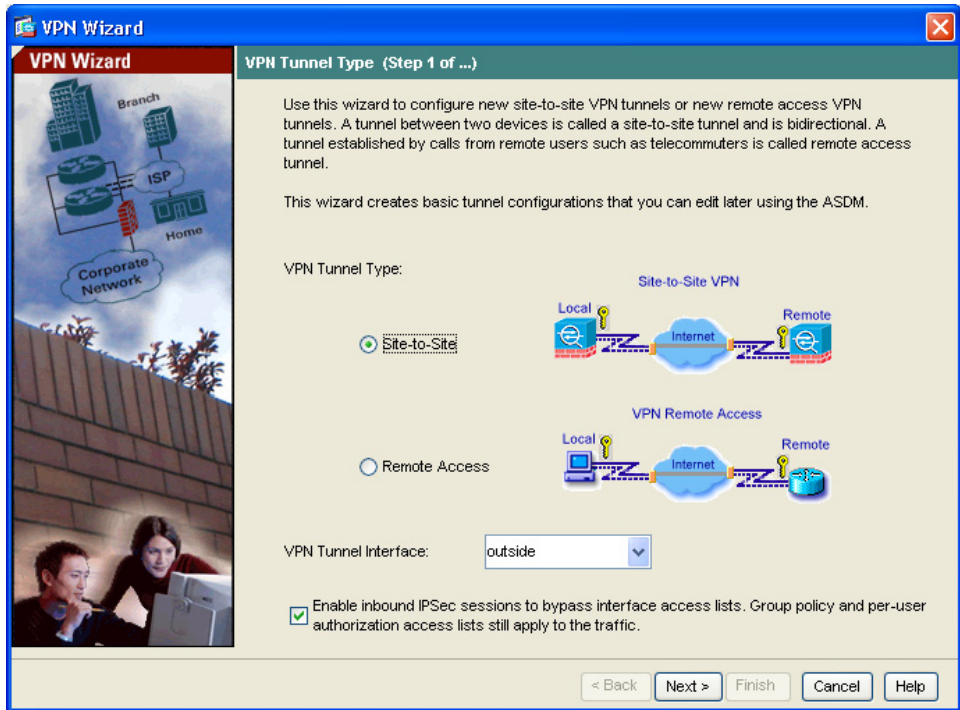 VPN Wizard
VPN Wizard
Branch
ISP
Home
Corporate
Network
VPN Tunnel Type (Step 1 of ...)
Use this wizard to configure new site-to-site VPN tunnels or new remote access VPN
tunnels. A tunnel between two devices is called a site-to-site tunnel and is bidirectional. A
tunnel established by calls from remote users such as telecommuters is called remote access
tunnel.
This wizard creates basic tunnel configurations that you can edit later using the ASDM.
VPN Tunnel Type:
Site-to-Site VPN
Local
Remote
Internet
Site-to-Site
VPN Remote Access
Local
Remote
Internet
Remote Access
VPN Tunnel Interface:
outside
Enable inbound IPSec sessions to bypass interface access lists. Group policy and per-user
authorization access lists still apply to the traffic.
< Back
Next >
Finish
Cancel
Help